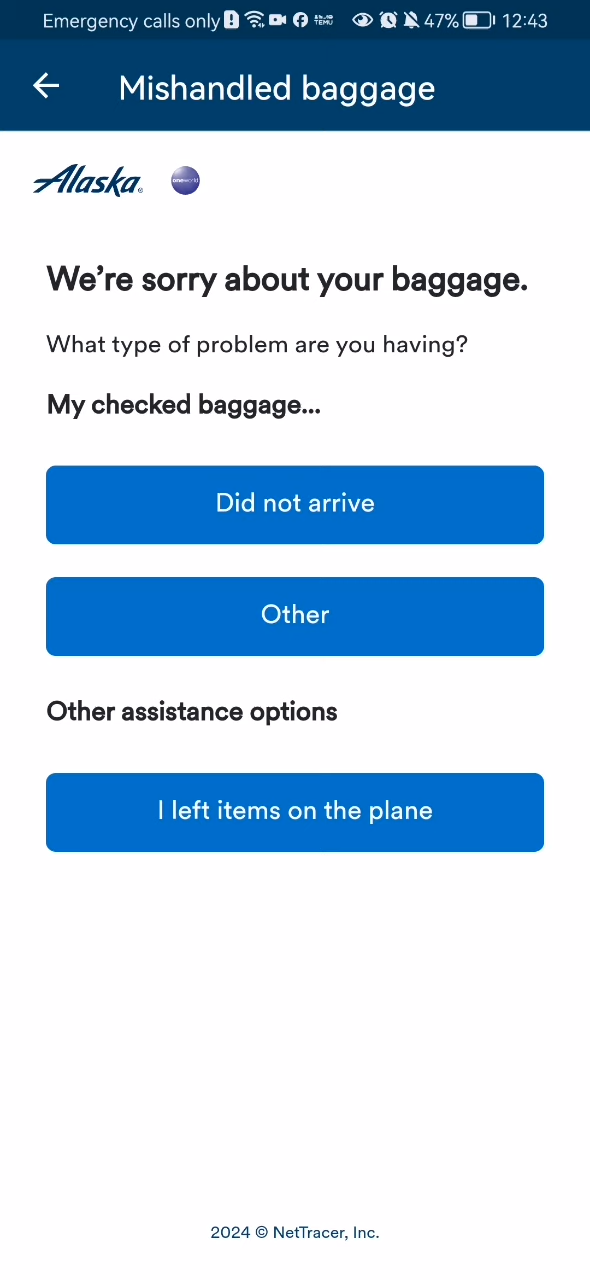 Emergency calls only 47% 12:43
Mishandled baggage
Alaska oneworld
We’re sorry about your baggage.
What type of problem are you having?
My checked baggage...
Did not arrive
Other
Other assistance options
I left items on the plane
2024 © NetTracer, Inc.